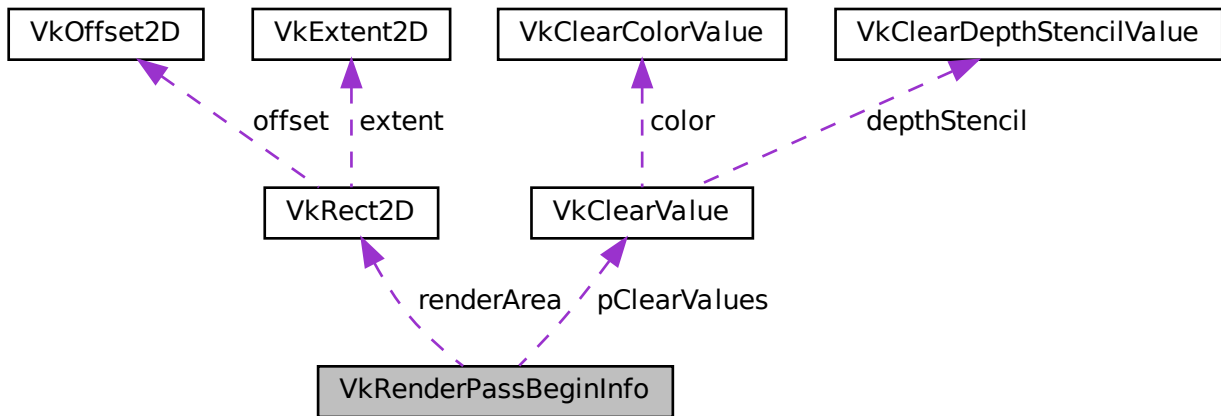 VkOffset2D
VkExtent2D
VkClearColorValue
VkClearDepthStencilValue
offset
extent
color
depthStencil
VkRect2D
VkClearValue
renderArea
pClearValues
VkRenderPassBeginInfo